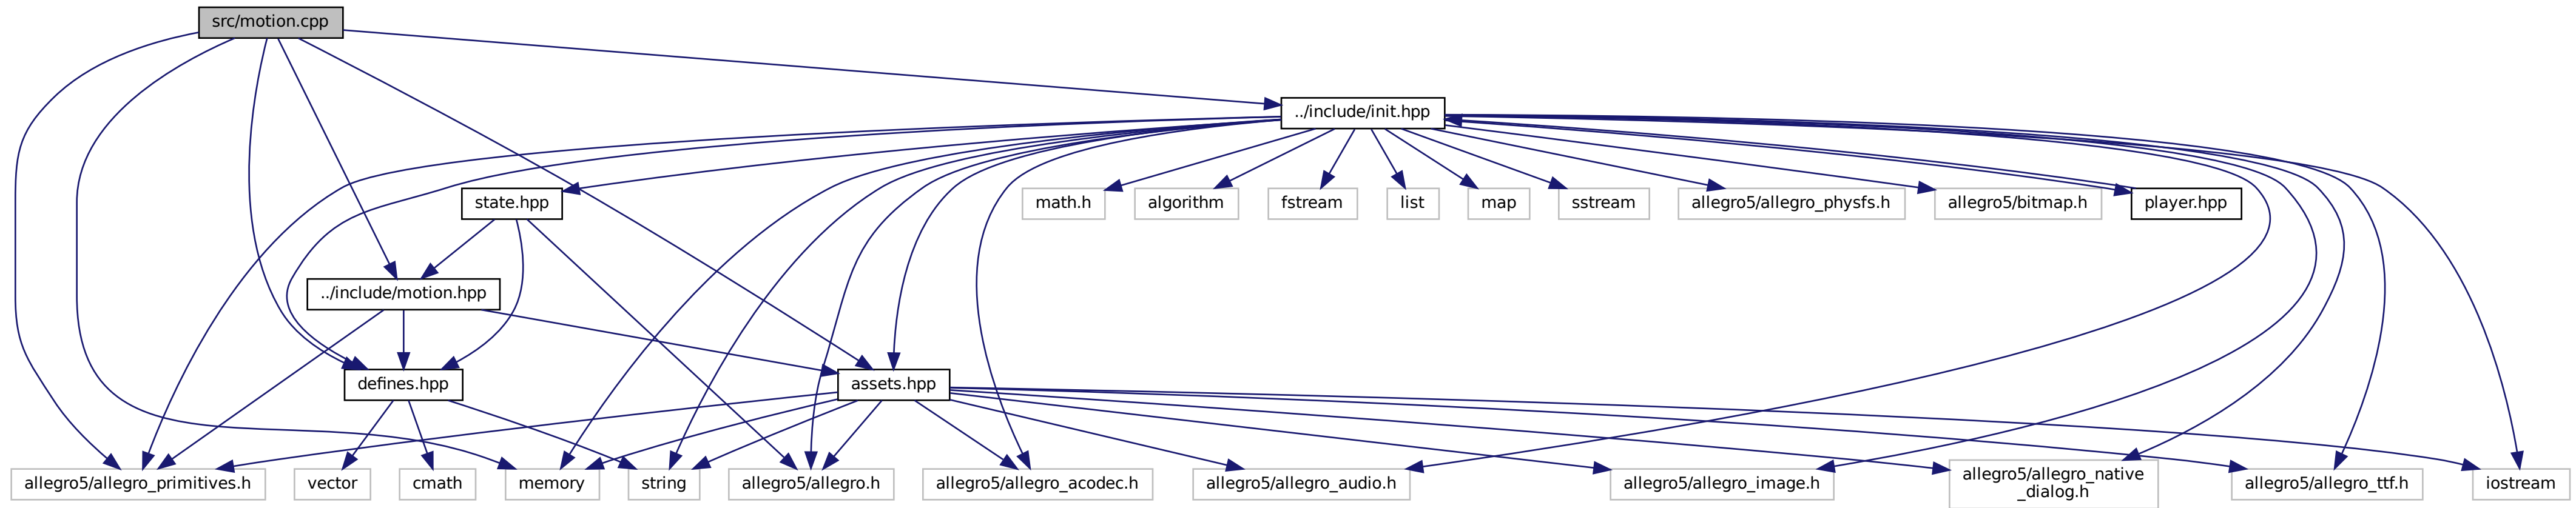 src/motion.cpp
../include/init.hpp
state.hpp
math.h
algorithm
fstream
list
map
sstream
allegro5/allegro_physfs.h
allegro5/bitmap.h
player.hpp
../include/motion.hpp
defines.hpp
assets.hpp
allegro5/allegro_primitives.h
vector
cmath
memory
string
allegro5/allegro.h
allegro5/allegro_acodec.h
allegro5/allegro_audio.h
allegro5/allegro_image.h
allegro5/allegro_native
_dialog.h
allegro5/allegro_ttf.h
iostream